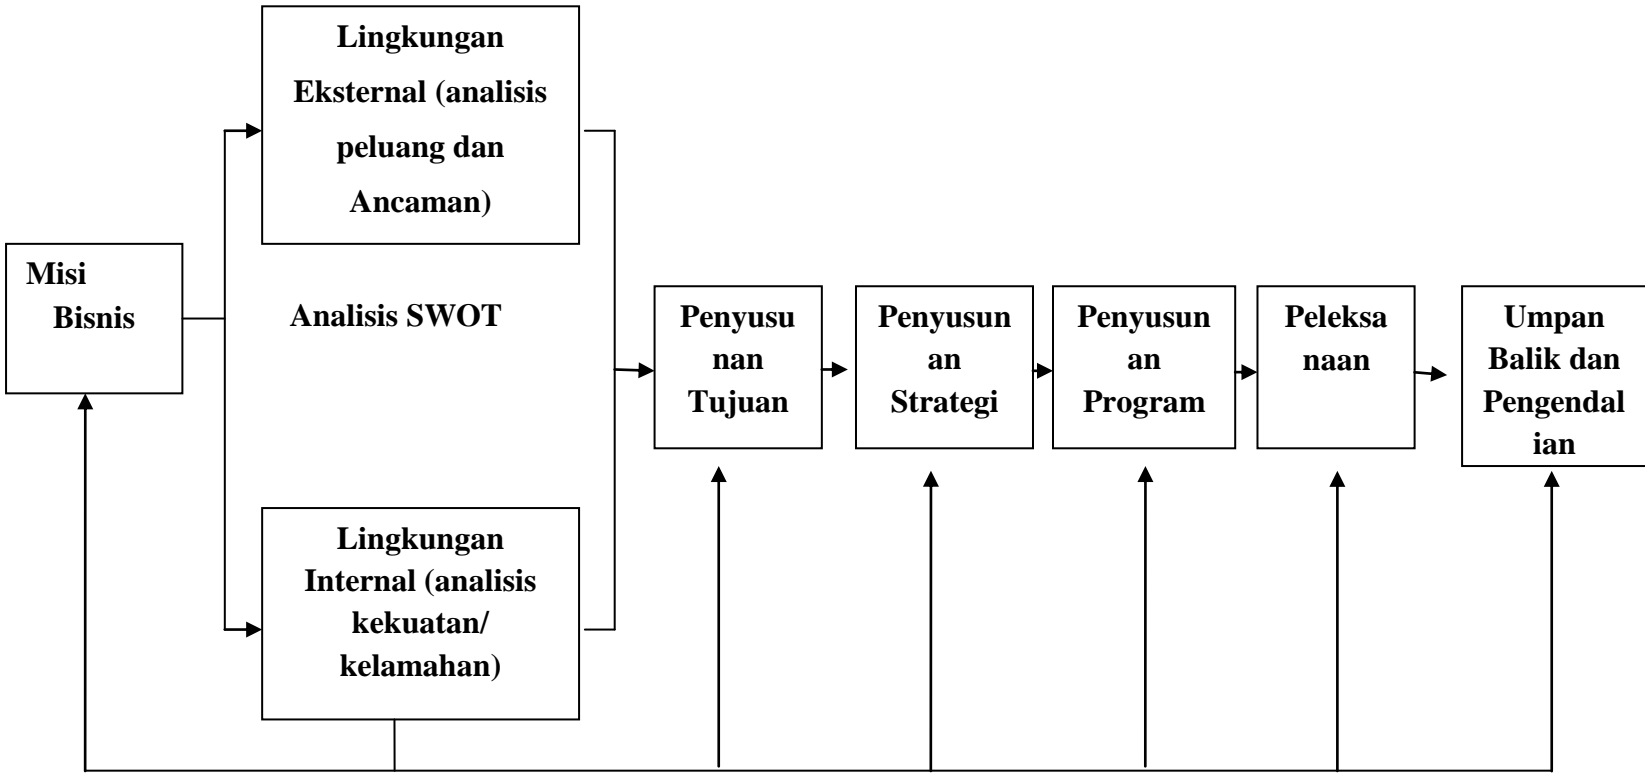 Lingkungan
Eksternal (analisis
peluang dan
Ancaman)
Misi
Bisnis
Analisis SWOT
Penyusu
nan
Tujuan
Penyusun
an
Strategi
Penyusun
an
Program
Peleksa
naan
Umpan
Balik dan
Pengendal
ian
Lingkungan
Internal (analisis
kekuatan/
kelamahan)